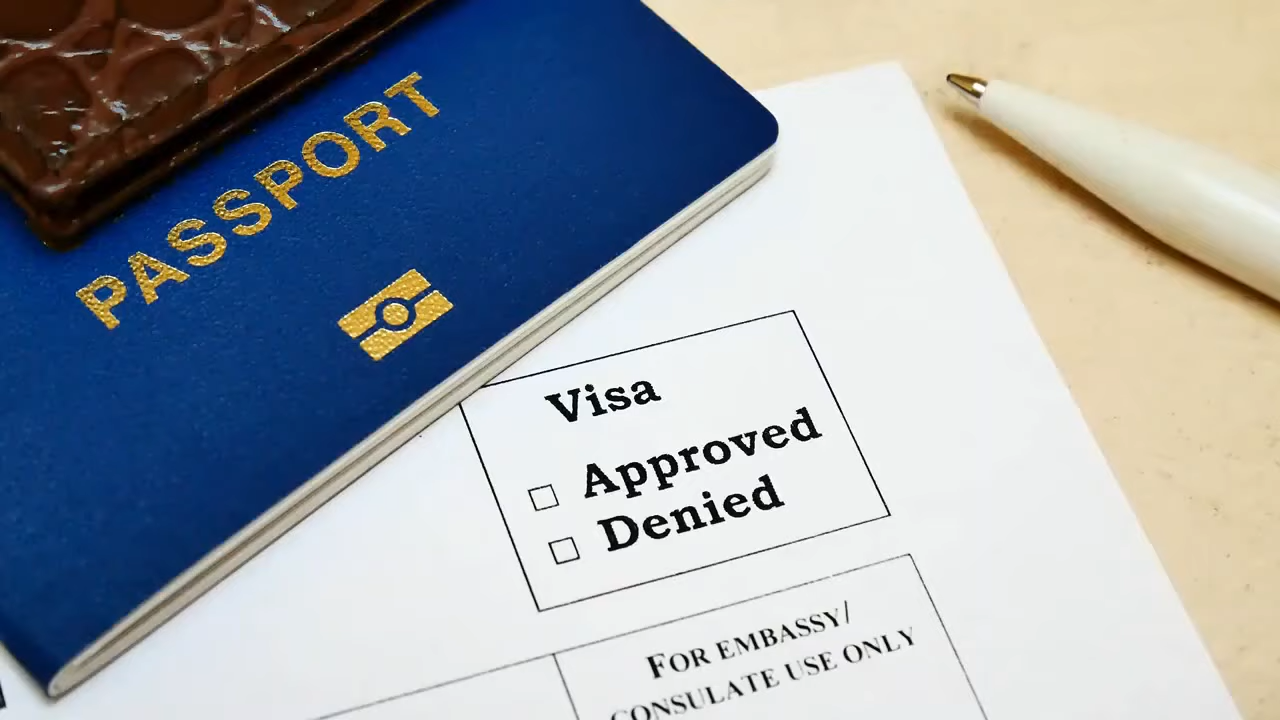 PASSPORT
Visa
Approved
Denied
FOR EMBASSY/
CONSULATE USE ONLY